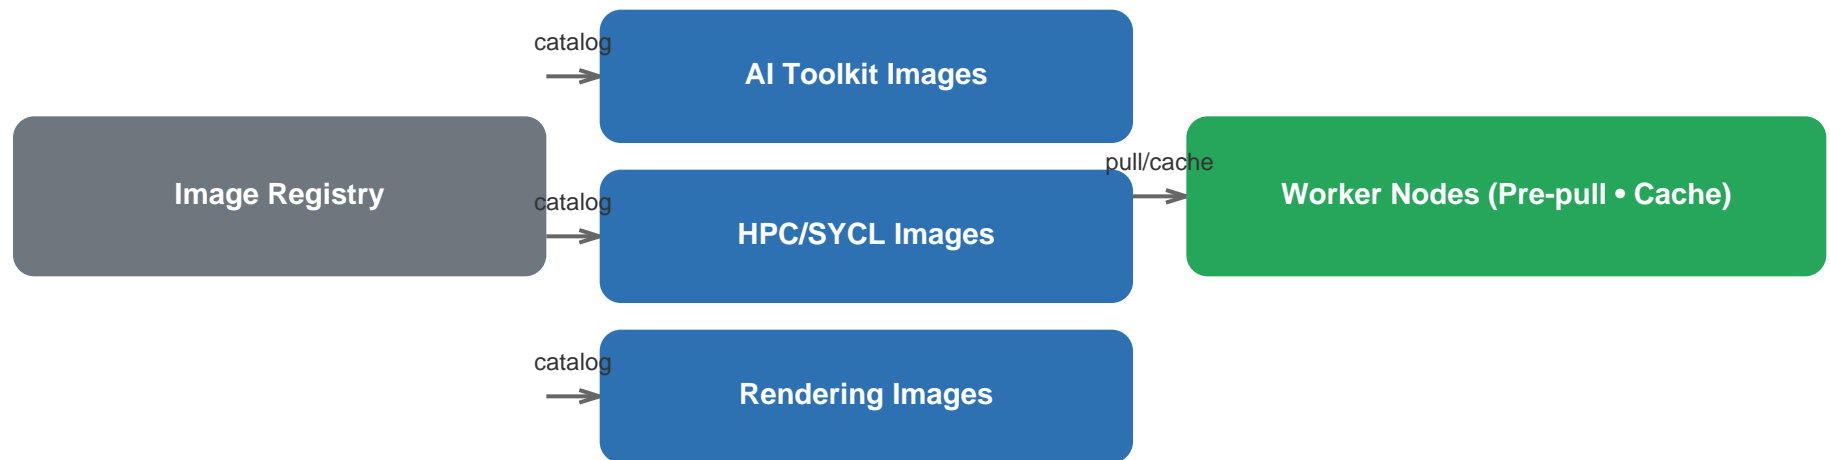 catalog
AI Toolkit Images
Image Registry
catalog
HPC/SYCL Images
pull/cache
Worker Nodes (Pre-pull • Cache)
catalog
Rendering Images